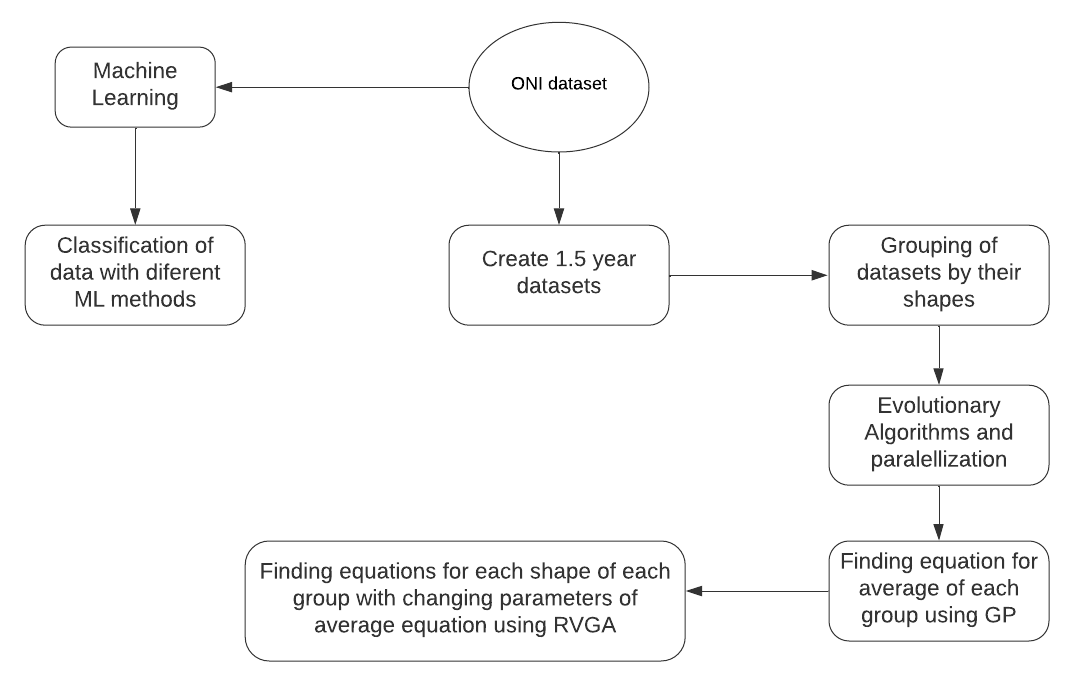 ONI dataset
Machine
Learning
Classification of
data with diferent
ML methods
Create 1.5 year
datasets
Grouping of
datasets by their
shapes
Evolutionary
Algorithms and
paralellization
Finding equation for
average of each
group using GP
Finding equations for each shape of each
group with changing parameters of
average equation using RVGA